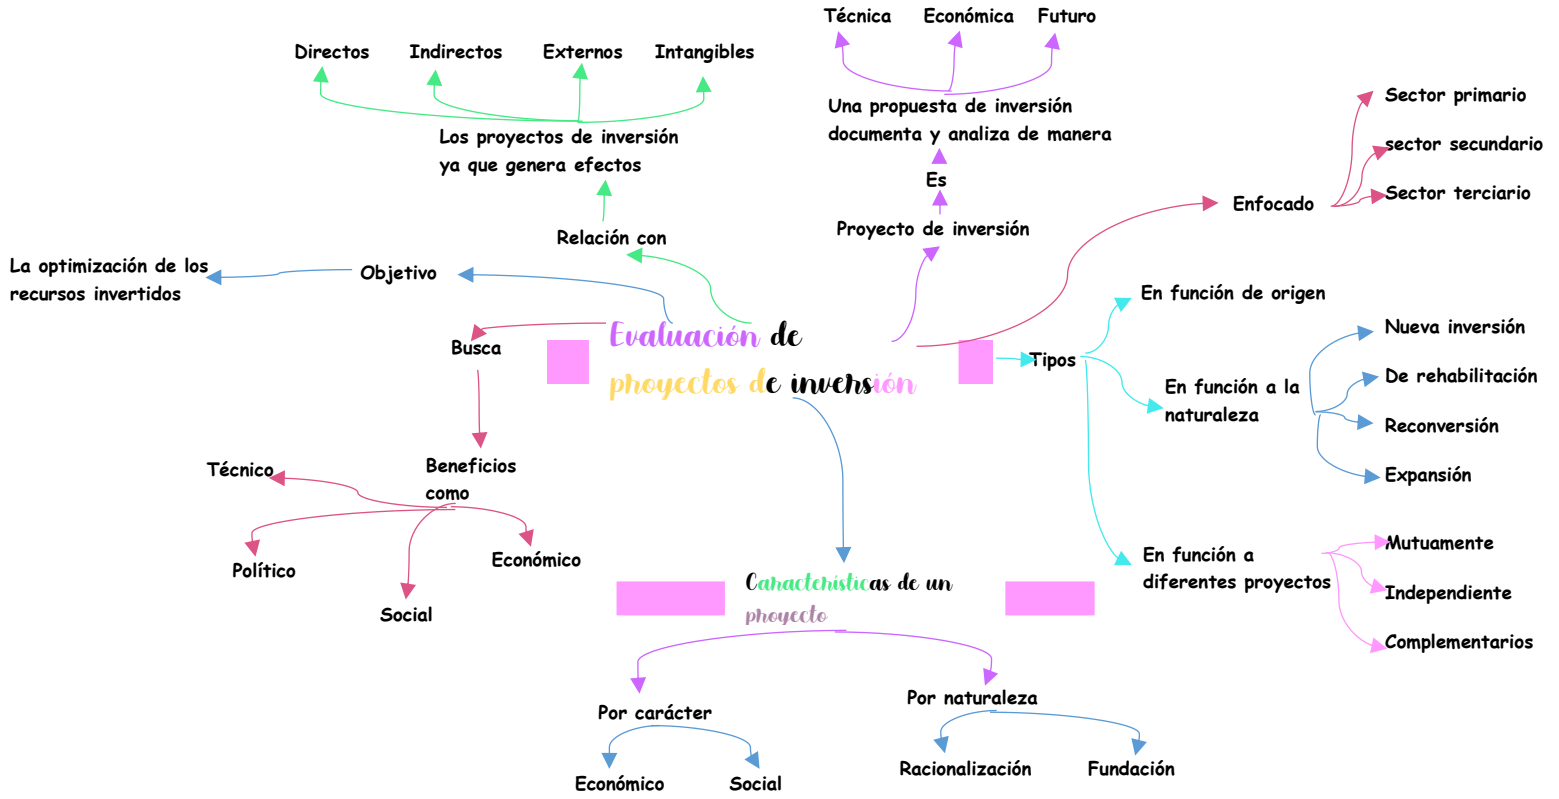 Técnica
Económica
Futuro
Directos
Indirectos
Externos
Intangibles
Una propuesta de inversión
documenta y analiza de manera
Los proyectos de inversión
ya que genera efectos
Es
Proyecto de inversión
Relación con
Sector primario
sector secundario
Sector terciario
Enfocado
La optimización de los
recursos invertidos
Objetivo
Busca
Evaluación de
proyectos de inversión
Tipos
En función de origen
En función a la
naturaleza
Nueva inversión
De rehabilitación
Reconversión
Expansión
Beneficios
como
Técnico
Político
Social
Económico
En función a
diferentes proyectos
Mutuamente
Independiente
Complementarios
Características de un
proyecto
Por carácter
Por naturaleza
Económico
Social
Racionalización
Fundación